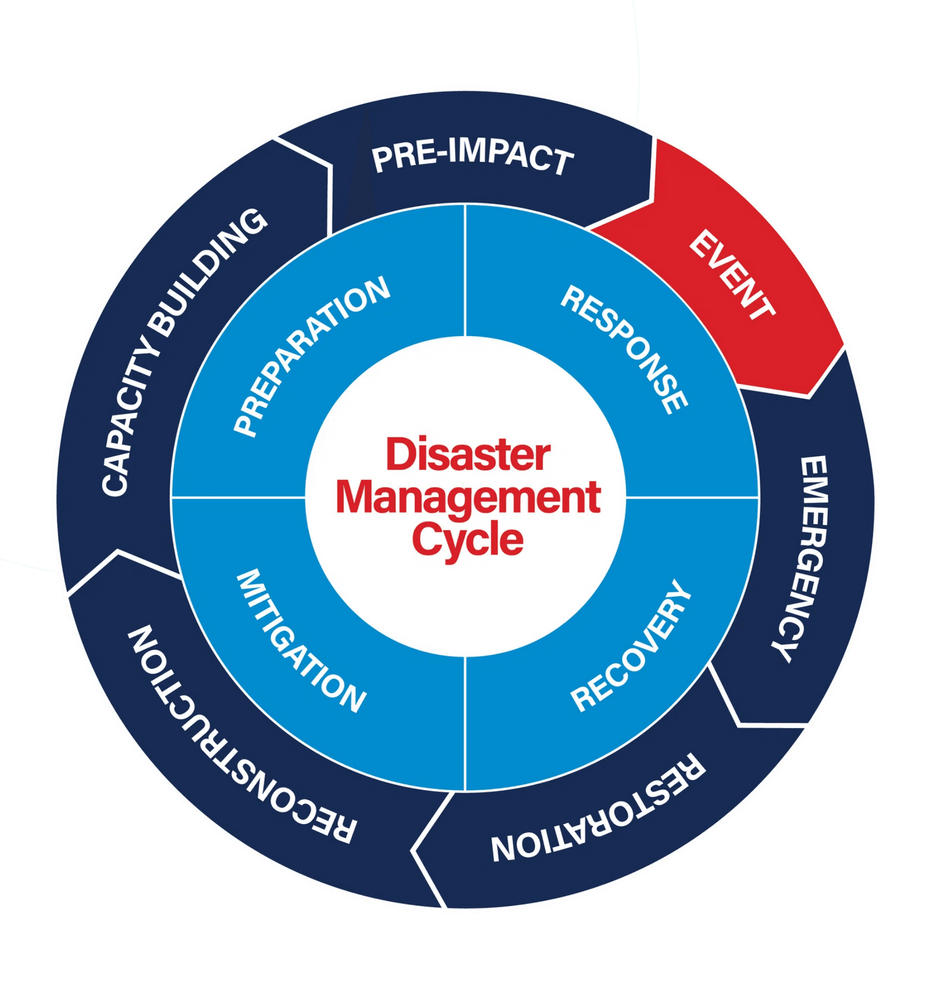 PRE-IMPACT
EVENT
EMERGENCY
RESTORATION
RECONSTRUCTION
CAPACITY BUILDING
PREPARATION
RESPONSE
RECOVERY
MITIGATION
Disaster
Management
Cycle